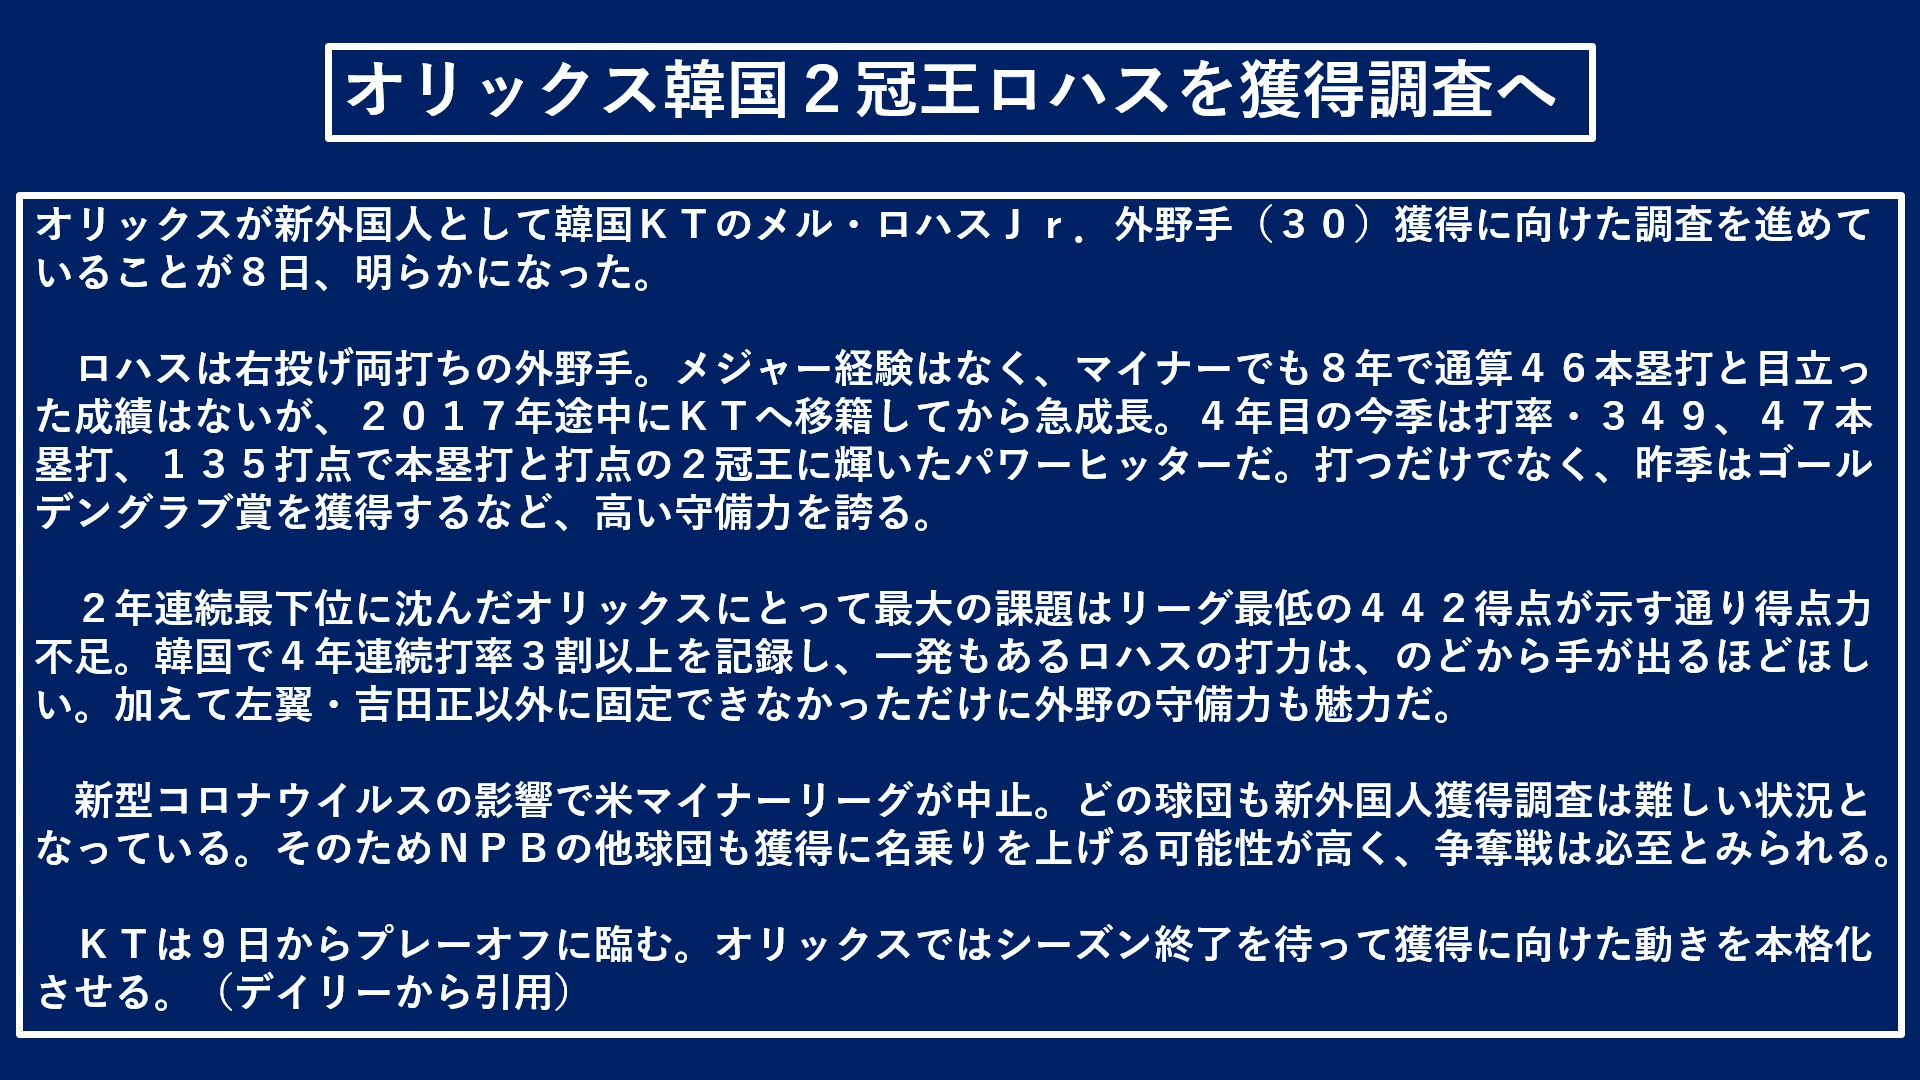 オリックス韓国２冠王ロハスを獲得調査へ
オリックスが新外国人として韓国ＫＴのメル・ロハスＪｒ．外野手（３０）獲得に向けた調査を進めて
いることが８日、明らかになった。
　ロハスは右投げ両打ちの外野手。メジャー経験はなく、マイナーでも８年で通算４６本塁打と目立っ
た成績はないが、２０１７年途中にＫＴへ移籍してから急成長。４年目の今季は打率・３４９、４７本
塁打、１３５打点で本塁打と打点の２冠王に輝いたパワーヒッターだ。打つだけでなく、昨季はゴール
デングラブ賞を獲得するなど、高い守備力を誇る。
　２年連続最下位に沈んだオリックスにとって最大の課題はリーグ最低の４４２得点が示す通り得点力
不足。韓国で４年連続打率３割以上を記録し、一発もあるロハスの打力は、のどから手が出るほどほし
い。加えて左翼・吉田正以外に固定できなかっただけに外野の守備力も魅力だ。
　新型コロナウイルスの影響で米マイナーリーグが中止。どの球団も新外国人獲得調査は難しい状況と
なっている。そのためＮＰＢの他球団も獲得に名乗りを上げる可能性が高く、争奪戦は必至とみられる。
　ＫＴは９日からプレーオフに臨む。オリックスではシーズン終了を待って獲得に向けた動きを本格化
させる。（デイリーから引用）